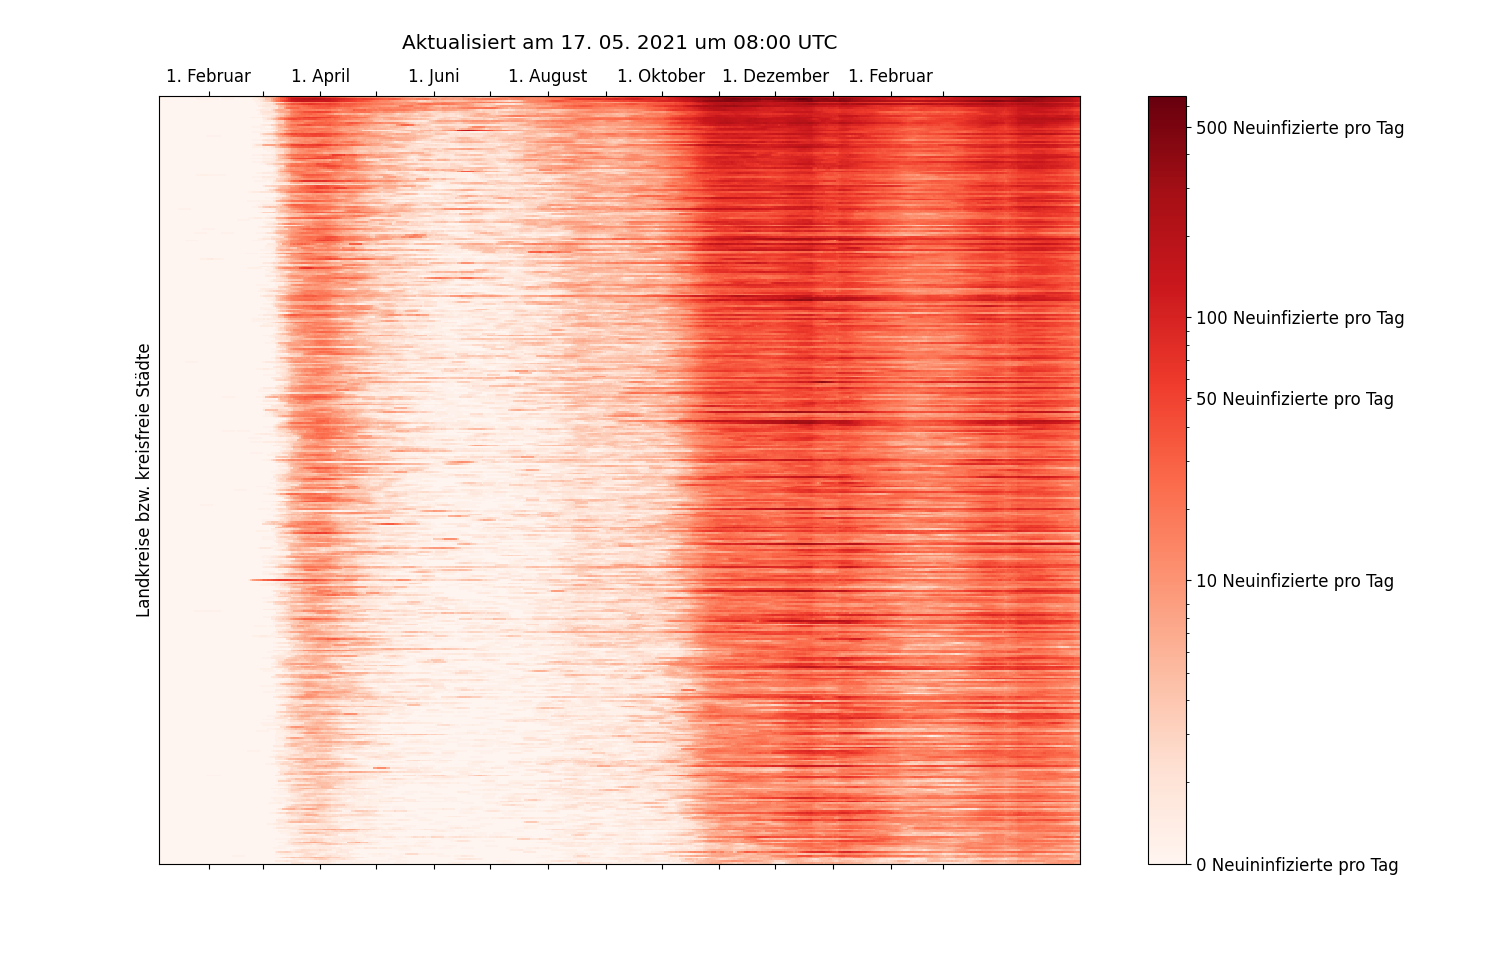 Aktualisiert am 17. 05. 2021 um 08:00 UTC
1. Februar 1. April 1. Juni 1. August 1. Oktober 1. Dezember 1. Februar
Landkreise bzw. kreisfreie Städte
500 Neuinfizierte pro Tag
100 Neuinfizierte pro Tag
50 Neuinfizierte pro Tag
10 Neuinfizierte pro Tag
0 Neuininfizierte pro Tag